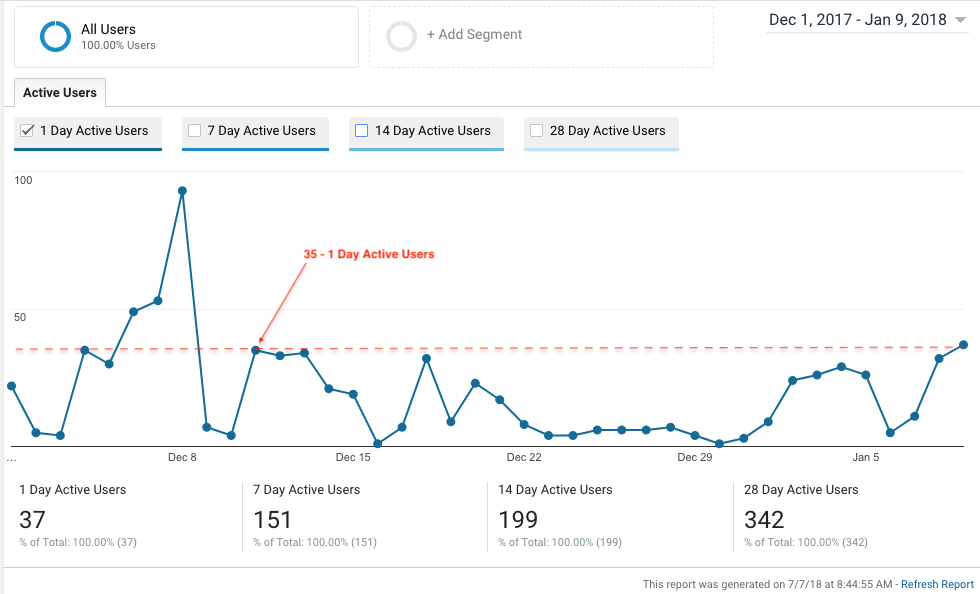 All Users
100.00% Users
+ Add Segment
Dec 1, 2017 - Jan 9, 2018
Active Users
1 Day Active Users
7 Day Active Users
14 Day Active Users
28 Day Active Users
100
35 - 1 Day Active Users
50
...
Dec 8
Dec 15
Dec 22
Dec 29
Jan 5
1 Day Active Users
37
% of Total: 100.00% (37)
7 Day Active Users
151
% of Total: 100.00% (151)
14 Day Active Users
199
% of Total: 100.00% (199)
28 Day Active Users
342
% of Total: 100.00% (342)
This report was generated on 7/7/18 at 8:44:55 AM - Refresh Report